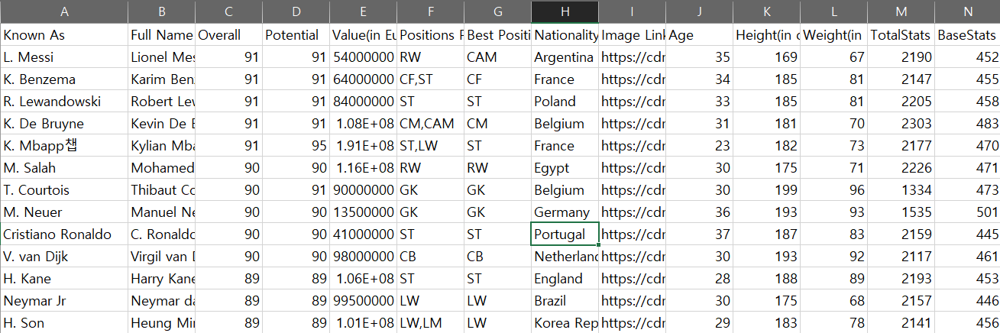 A B C D E F G H I J K L M N
Known As Full Name Overall Potential Value(in Eu Positions F Best Positi Nationality Image Link Age Height(in c Weight(in TotalStats BaseStats
L. Messi Lionel Mes 91 91 54000000 RW CAM Argentina https://cdr 35 169 67 2190 452
K. Benzema Karim Ben 91 91 64000000 CF,ST CF France https://cdr 34 185 81 2147 455
R. Lewandowski Robert Lew 91 91 84000000 ST ST Poland https://cdr 33 185 81 2205 458
K. De Bruyne Kevin De B 91 91 1.08E+08 CM,CAM CM Belgium https://cdr 31 181 70 2303 483
K. Mbapp챕 Kylian Mba 91 95 1.91E+08 ST,LW ST France https://cdr 23 182 73 2177 470
M. Salah Mohamed 90 90 1.16E+08 RW RW Egypt https://cdr 30 175 71 2226 471
T. Courtois Thibaut Co 90 91 90000000 GK GK Belgium https://cdr 30 199 96 1334 473
M. Neuer Manuel Ne 90 90 13500000 GK GK Germany https://cdr 36 193 93 1535 501
Cristiano Ronaldo C. Ronaldo 90 90 41000000 ST ST Portugal https://cdr 37 187 83 2159 445
V. van Dijk Virgil van D 90 90 98000000 CB CB Netherland https://cdr 30 193 92 2117 461
H. Kane Harry Kane 89 89 1.06E+08 ST ST England https://cdr 28 188 89 2193 453
Neymar Jr Neymar da 89 89 99500000 LW LW Brazil https://cdr 30 175 68 2157 446
H. Son Heung Mi 89 89 1.01E+08 LW,LM LW Korea Rep https://cdr 29 183 78 2141 456